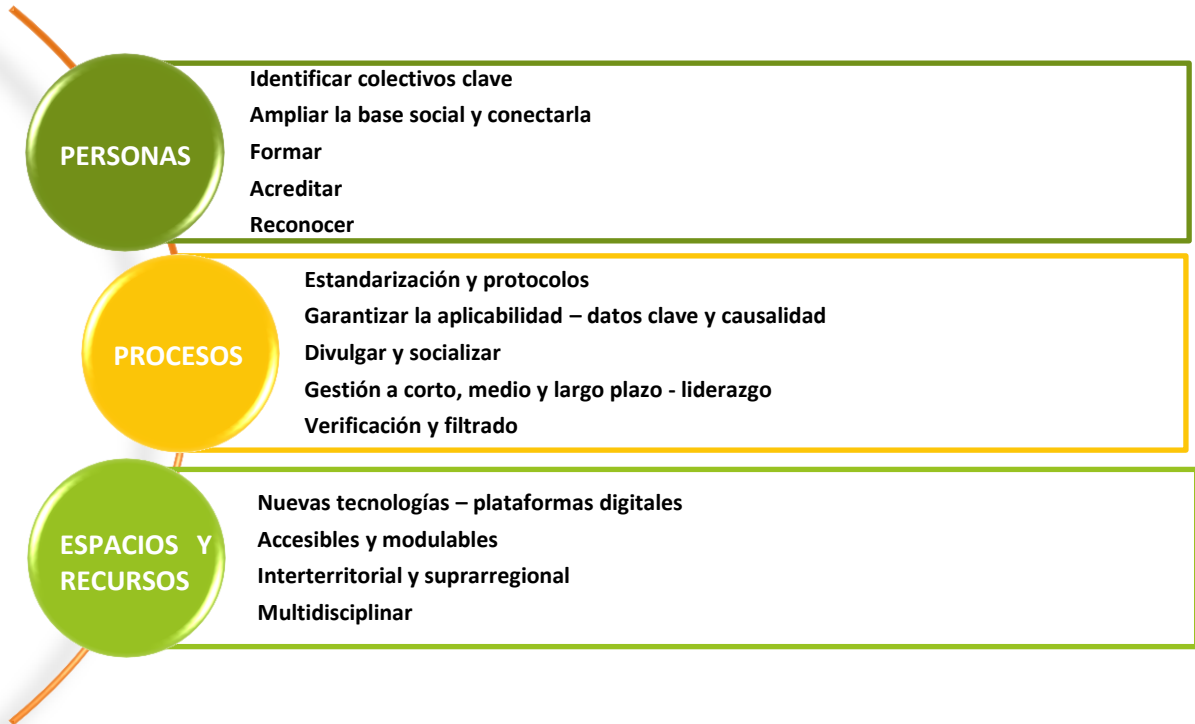 PERSONAS
Identificar colectivos clave
Ampliar la base social y conectarla
Formar
Acreditar
Reconocer
PROCESOS
Estandarización y protocolos
Garantizar la aplicabilidad – datos clave y causalidad
Divulgar y socializar
Gestión a corto, medio y largo plazo - liderazgo
Verificación y filtrado
ESPACIOS Y
RECURSOS
Nuevas tecnologías – plataformas digitales
Accesibles y modulables
Interterritorial y suprarregional
Multidisciplinar